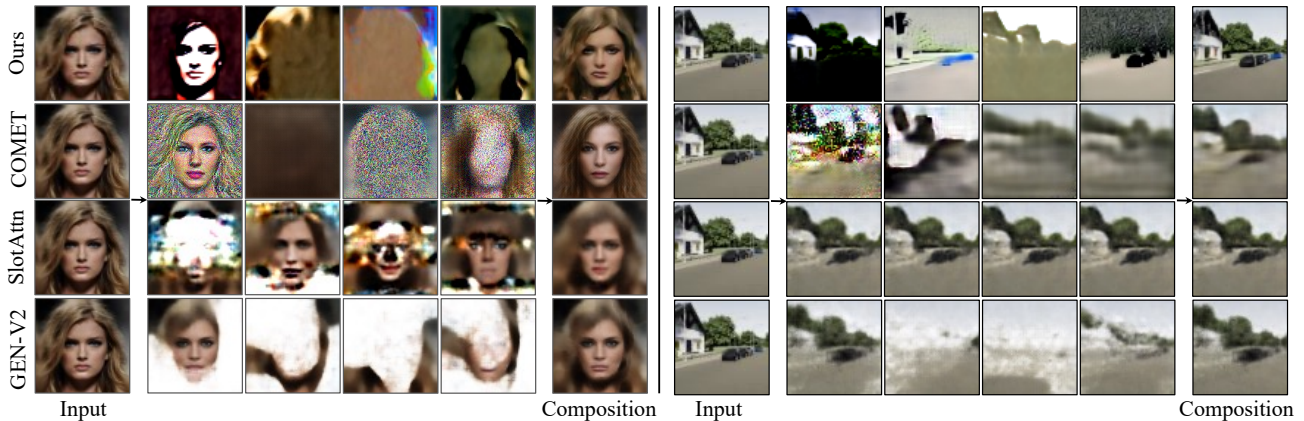 Ours
COMET
SlotAttn
GEN-V2
Input
Composition
Input
Composition